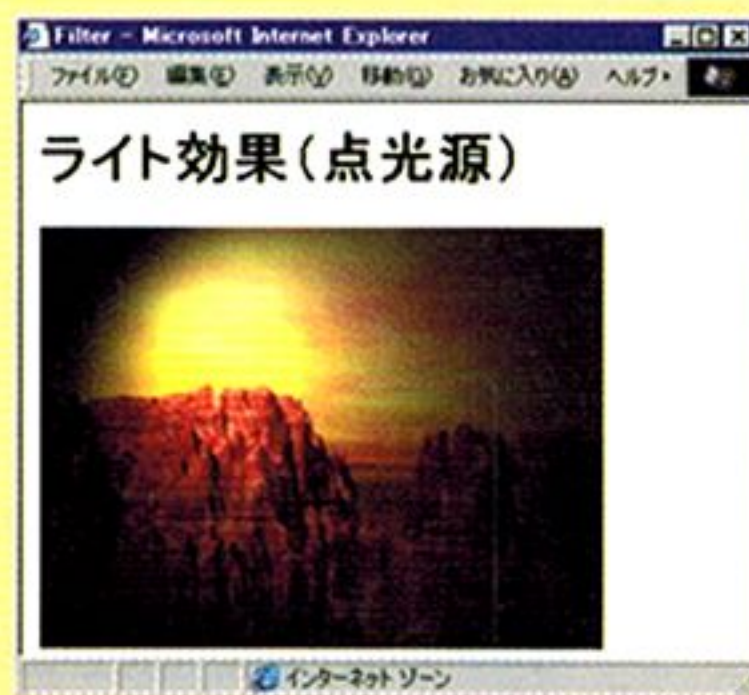 Filter - Microsoft Internet Explorer
ファイル(F) 編集(E) 表示(V) 移動(G) お気に入り(A) ヘルプ
ライト効果(点光源)
インターネット ゾーン